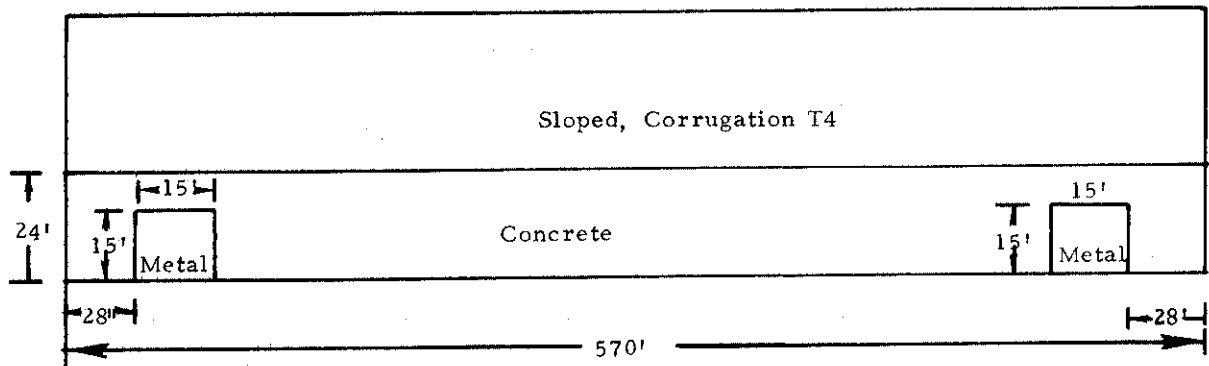 Sloped, Corrugation T4
15'
15'
24'
15'
Concrete
15'
Metal
Metal
28"
28'
570'